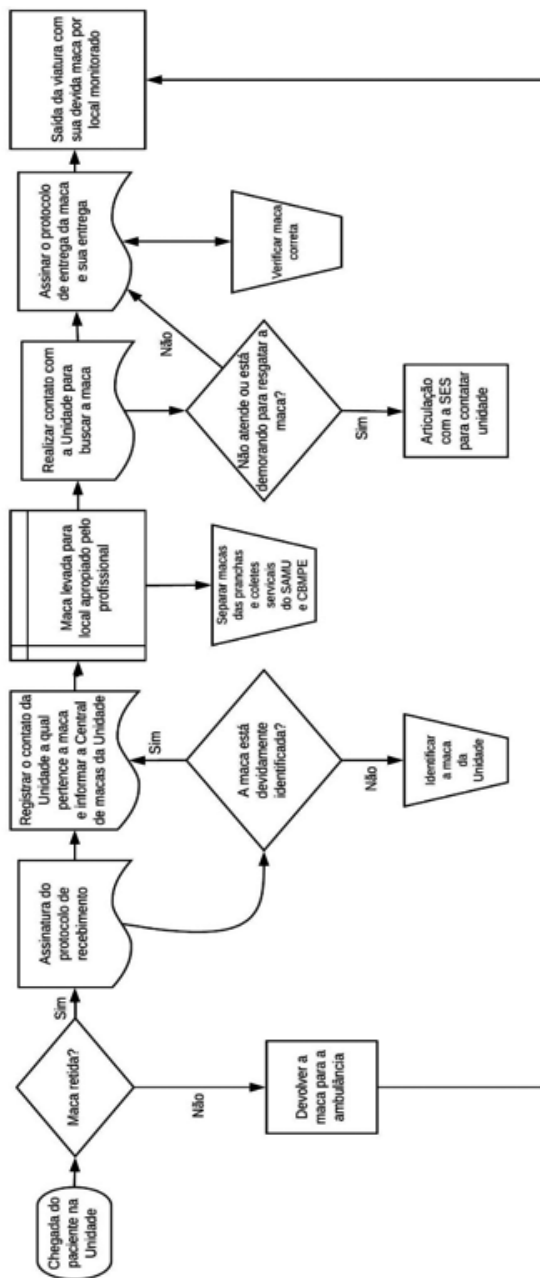 Chegada do
paciente na
Unidade
Maca retida?
Sim
Não
Devolver a
maca para a
ambulância
Assinatura do
protocolo de
recebimento
Registrar o contato da
Unidade a qual
pertence a maca
e informar a Central
de macas da Unidade
Sim
A maca está
devidamente
identificada?
Não
Identificar
a maca
da
Unidade
Maca levada para
local apropiado pelo
profissional
Separar macas
das pranchas
e coletes
servicais
do SAMU
e CBMPE
Realizar contato com
a Unidade para
buscar a maca
Não atende ou está
demorando para resgatar a
maca?
Não
Sim
Articulação
com a SES
para contatar
unidade
Assinar o protocolo
de entrega da maca
e sua entrega
Verificar maca
correta
Saída da viatura com
sua devida maca por
local monitorado